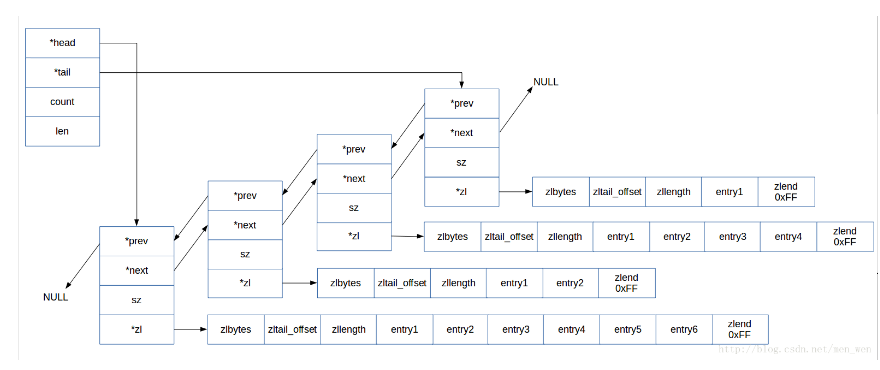 *head
*tail
count
len
*prev
*next
sz
*zl
NULL
zlbytes zltail_offset zllength entry1 zlend 0xFF
*prev
*next
sz
*zl
zlbytes zltail_offset zllength entry1 entry2 entry3 entry4 zlend 0xFF
*prev
*next
sz
*zl
zlbytes zltail_offset zllength entry1 entry2 zlend 0xFF
*prev
*next
sz
*zl
NULL
zlbytes zltail_offset zllength entry1 entry2 entry3 entry4 entry5 entry6 zlend 0xFF
http://blog.csdn.net/men_wen